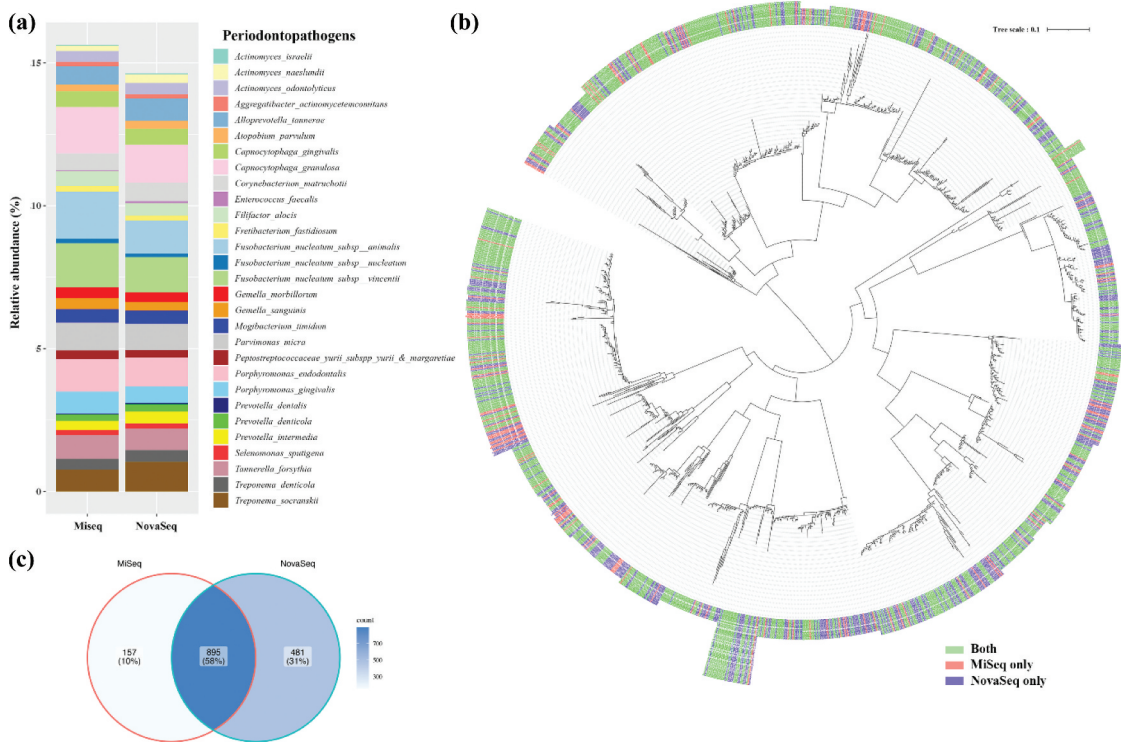 (a)
Periodontopathogens
Actinomyces_israelii
Actinomyces_naeslundii
Actinomyces_odontolyticus
Aggregatibacter_actinomycetemcomitans
Alloprevotella_tannerae
Atopobium_parvulum
Capnocytophaga_gingivalis
Capnocytophaga_granulosa
Corynebacterium_matruchotii
Enterococcus_faecalis
Filifactor_alocis
Fretibacterium_fastidiosum
Fusobacterium_nucleatum_subsp__animalis
Fusobacterium_nucleatum_subsp__nucleatum
Fusobacterium_nucleatum_subsp__vincentii
Gemella_morbillorum
Gemella_sanguinis
Mogibacterium_timidum
Parvimonas_micra
Peptostreptococcaceae_yurii_subspp_yurii_&_margaretiae
Porphyromonas_endodontalis
Porphyromonas_gingivalis
Prevotella_dentalis
Prevotella_denticola
Prevotella_intermedia
Selenomonas_sputigena
Tannerella_forsythia
Treponema_denticola
Treponema_socranskii
Relative abundance (%)
15
10
5
0
Miseq
NovaSeq
(b)
Tree scale : 0.1
Both
MiSeq only
NovaSeq only
(c)
MiSeq
NovaSeq
157
(10%)
895
(58%)
481
(31%)
count
700
500
300